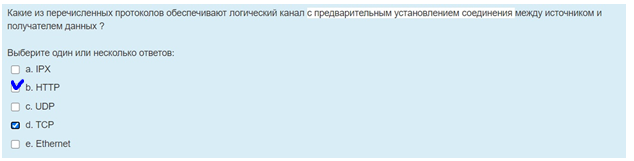 Какие из перечисленных протоколов обеспечивают логический канал с предварительным установлением соединения между источником и
получателем данных ?
Выберите один или несколько ответов:
a. IPX
b. HTTP
c. UDP
d. TCP
e. Ethernet